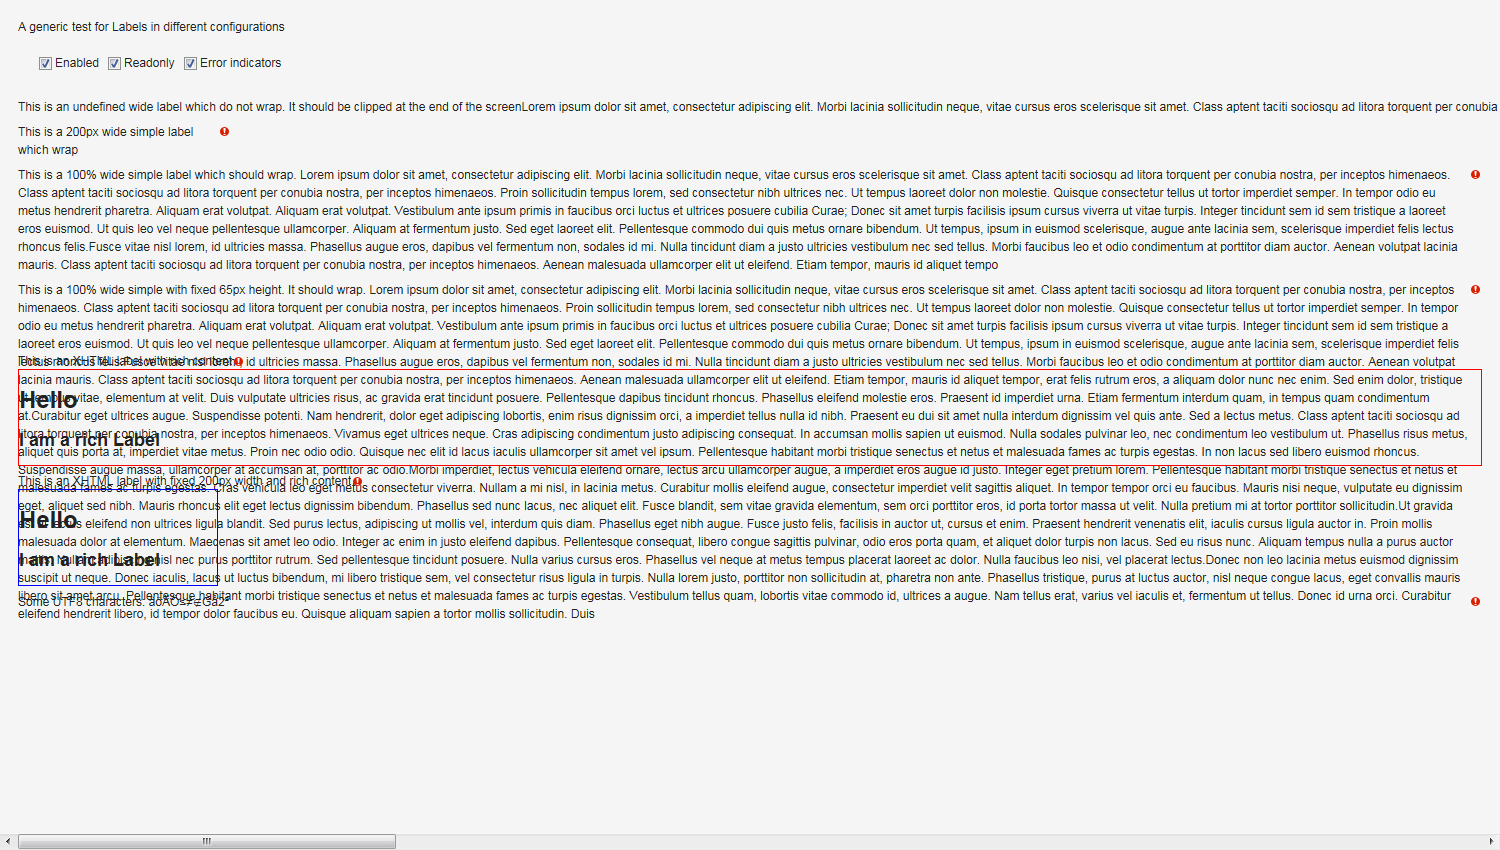 A generic test for Labels in different configurations
Enabled Readonly Error indicators
This is an undefined wide label which do not wrap. It should be clipped at the end of the screenLorem ipsum dolor sit amet, consectetur adipiscing elit. Morbi lacinia sollicitudin neque, vitae cursus eros scelerisque sit amet. Class aptent taciti sociosqu ad litora torquent per conubia
This is a 200px wide simple label
which wrap
This is a 100% wide simple label which should wrap. Lorem ipsum dolor sit amet, consectetur adipiscing elit. Morbi lacinia sollicitudin neque, vitae cursus eros scelerisque sit amet. Class aptent taciti sociosqu ad litora torquent per conubia nostra, per inceptos himenaeos.
Class aptent taciti sociosqu ad litora torquent per conubia nostra, per inceptos himenaeos. Proin sollicitudin tempus lorem, sed consectetur nibh ultrices nec. Ut tempus laoreet dolor non molestie. Quisque consectetur tellus ut tortor imperdiet semper. In tempor odio eu
metus hendrerit pharetra. Aliquam erat volutpat. Aliquam erat volutpat. Vestibulum ante ipsum primis in faucibus orci luctus et ultrices posuere cubilia Curae; Donec sit amet turpis facilisis ipsum cursus viverra ut vitae turpis. Integer tincidunt sem id sem tristique a laoreet
eros euismod. Ut quis leo vel neque pellentesque ullamcorper. Aliquam at fermentum justo. Sed eget laoreet elit. Pellentesque commodo dui quis metus ornare bibendum. Ut tempus, ipsum in euismod scelerisque, augue ante lacinia sem, scelerisque imperdiet felis lectus
rhoncus felis.Fusce vitae nisl lorem, id ultricies massa. Phasellus augue eros, dapibus vel fermentum non, sodales id mi. Nulla tincidunt diam a justo ultricies vestibulum nec sed tellus. Morbi faucibus leo et odio condimentum at porttitor diam auctor. Aenean volutpat lacinia
mauris. Class aptent taciti sociosqu ad litora torquent per conubia nostra, per inceptos himenaeos. Aenean malesuada ullamcorper elit ut eleifend. Etiam tempor, mauris id aliquet tempo
This is a 100% wide simple with fixed 65px height. It should wrap. Lorem ipsum dolor sit amet, consectetur adipiscing elit. Morbi lacinia sollicitudin neque, vitae cursus eros scelerisque sit amet. Class aptent taciti sociosqu ad litora torquent per conubia nostra, per inceptos
himenaeos. Class aptent taciti sociosqu ad litora torquent per conubia nostra, per inceptos himenaeos. Proin sollicitudin tempus lorem, sed consectetur nibh ultrices nec. Ut tempus laoreet dolor non molestie. Quisque consectetur tellus ut tortor imperdiet semper. In tempor
odio eu metus hendrerit pharetra. Aliquam erat volutpat. Aliquam erat volutpat. Vestibulum ante ipsum primis in faucibus orci luctus et ultrices posuere cubilia Curae; Donec sit amet turpis facilisis ipsum cursus viverra ut vitae turpis. Integer tincidunt sem id sem tristique a
laoreet eros euismod. Ut quis leo vel neque pellentesque ullamcorper. Aliquam at fermentum justo. Sed eget laoreet elit. Pellentesque commodo dui quis metus ornare bibendum. Ut tempus, ipsum in euismod scelerisque, augue ante lacinia sem, scelerisque imperdiet felis
This is an XHTML label with rich content
lectus rhoncus felis.Fusce vitae nisl lorem, id ultricies massa. Phasellus augue eros, dapibus vel fermentum non, sodales id mi. Nulla tincidunt diam a justo ultricies vestibulum nec sed tellus. Morbi faucibus leo et odio condimentum at porttitor diam auctor. Aenean volutpat
lacinia mauris. Class aptent taciti sociosqu ad litora torquent per conubia nostra, per inceptos himenaeos. Aenean malesuada ullamcorper elit ut eleifend. Etiam tempor, mauris id aliquet tempor, erat felis rutrum eros, a aliquam dolor nunc nec enim. Sed enim dolor, tristique
Hello
ut tempus vitae, elementum at velit. Duis vulputate ultricies risus, ac gravida erat tincidunt posuere. Pellentesque dapibus tincidunt rhoncus. Phasellus eleifend molestie eros. Praesent id imperdiet urna. Etiam fermentum interdum quam, in tempus quam condimentum
at.Curabitur eget ultrices augue. Suspendisse potenti. Nam hendrerit, dolor eget adipiscing lobortis, enim risus dignissim orci, a imperdiet tellus nulla id nibh. Praesent eu dui sit amet nulla interdum dignissim vel quis ante. Sed a lectus metus. Class aptent taciti sociosqu ad
litora torquent per conubia nostra, per inceptos himenaeos. Vivamus eget ultrices neque. Cras adipiscing condimentum justo adipiscing consequat. In accumsan mollis sapien ut euismod. Nulla sodales pulvinar leo, nec condimentum leo vestibulum ut. Phasellus risus metus,
I am a rich Label
aliquet quis porta at, imperdiet vitae metus. Proin nec odio odio. Quisque nec elit id lacus iaculis ullamcorper sit amet vel ipsum. Pellentesque habitant morbi tristique senectus et netus et malesuada fames ac turpis egestas. In non lacus sed libero euismod rhoncus.
Suspendisse augue massa, ullamcorper at accumsan at, porttitor ac odio.Morbi imperdiet, lectus vehicula eleifend ornare, lectus arcu ullamcorper augue, a imperdiet eros augue id justo. Integer eget pretium lorem. Pellentesque habitant morbi tristique senectus et netus et
This is an XHTML label with fixed 200px width and rich content
malesuada fames ac turpis egestas. Cras vehicula leo eget metus consectetur viverra. Nullam a mi nisl, in lacinia metus. Curabitur mollis eleifend augue, consectetur imperdiet velit sagittis aliquet. In tempor tempor orci eu faucibus. Mauris nisi neque, vulputate eu dignissim
eget, aliquet sed nibh. Mauris rhoncus elit eget lectus dignissim bibendum. Phasellus sed nunc lacus, nec aliquet elit. Fusce blandit, sem vitae gravida elementum, sem orci porttitor eros, id porta tortor massa ut velit. Nulla pretium mi at tortor porttitor sollicitudin.Ut gravida
Hello
eleifend non ultrices ligula blandit. Sed purus lectus, adipiscing ut mollis vel, interdum quis diam. Phasellus eget nibh augue. Fusce justo felis, facilisis in auctor ut, cursus et enim. Praesent hendrerit venenatis elit, iaculis cursus ligula auctor in. Proin mollis
malesuada dolor at elementum. Maecenas sit amet leo odio. Integer ac enim in justo eleifend dapibus. Pellentesque consequat, libero congue sagittis pulvinar, odio eros porta quam, et aliquet dolor turpis non lacus. Sed eu risus nunc. Aliquam tempus nulla a purus auctor
I am a rich Label
nisl nec purus porttitor rutrum. Sed pellentesque tincidunt posuere. Nulla varius cursus eros. Phasellus vel neque at metus tempus placerat laoreet ac dolor. Nulla faucibus leo nisi, vel placerat lectus.Donec non leo lacinia metus euismod dignissim
suscipit ut neque. Donec iaculis, lacus ut luctus bibendum, mi libero tristique sem, vel consectetur risus ligula in turpis. Nulla lorem justo, porttitor non sollicitudin at, pharetra non ante. Phasellus tristique, purus at luctus auctor, nisl neque congue lacus, eget convallis mauris
libero sit amet arcu. Pellentesque habitant morbi tristique senectus et netus et malesuada fames ac turpis egestas. Vestibulum tellus quam, lobortis vitae commodo id, ultrices a augue. Nam tellus erat, varius vel iaculis et, fermentum ut tellus. Donec id urna orci. Curabitur
Some UTF8 characters:
eleifend hendrerit libero, id tempor dolor faucibus eu. Quisque aliquam sapien a tortor mollis sollicitudin. Duis